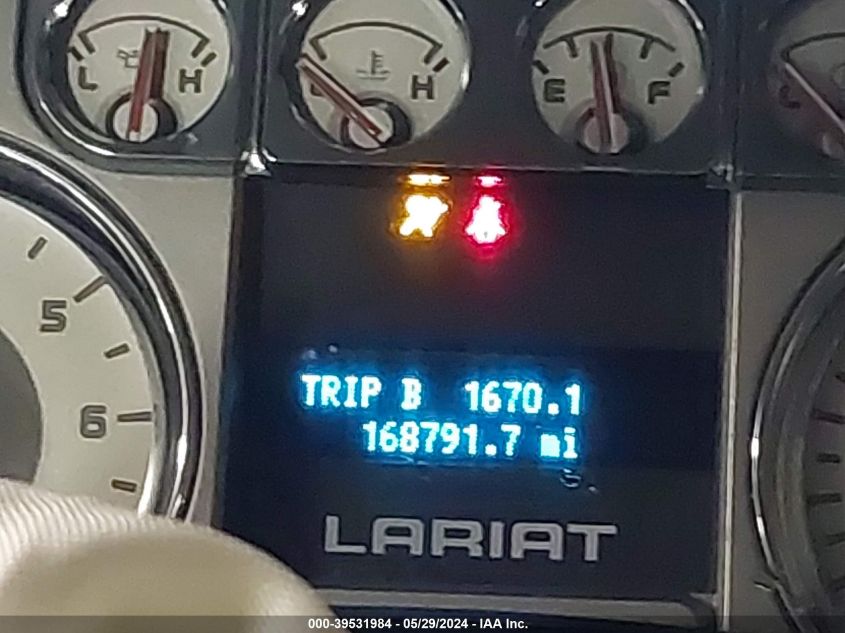 L H
H
E F
C
5
6
TRIP B 1670.1
168791.7 mi
LARIAT
000-39531984 - 05/29/2024 - IAA Inc.